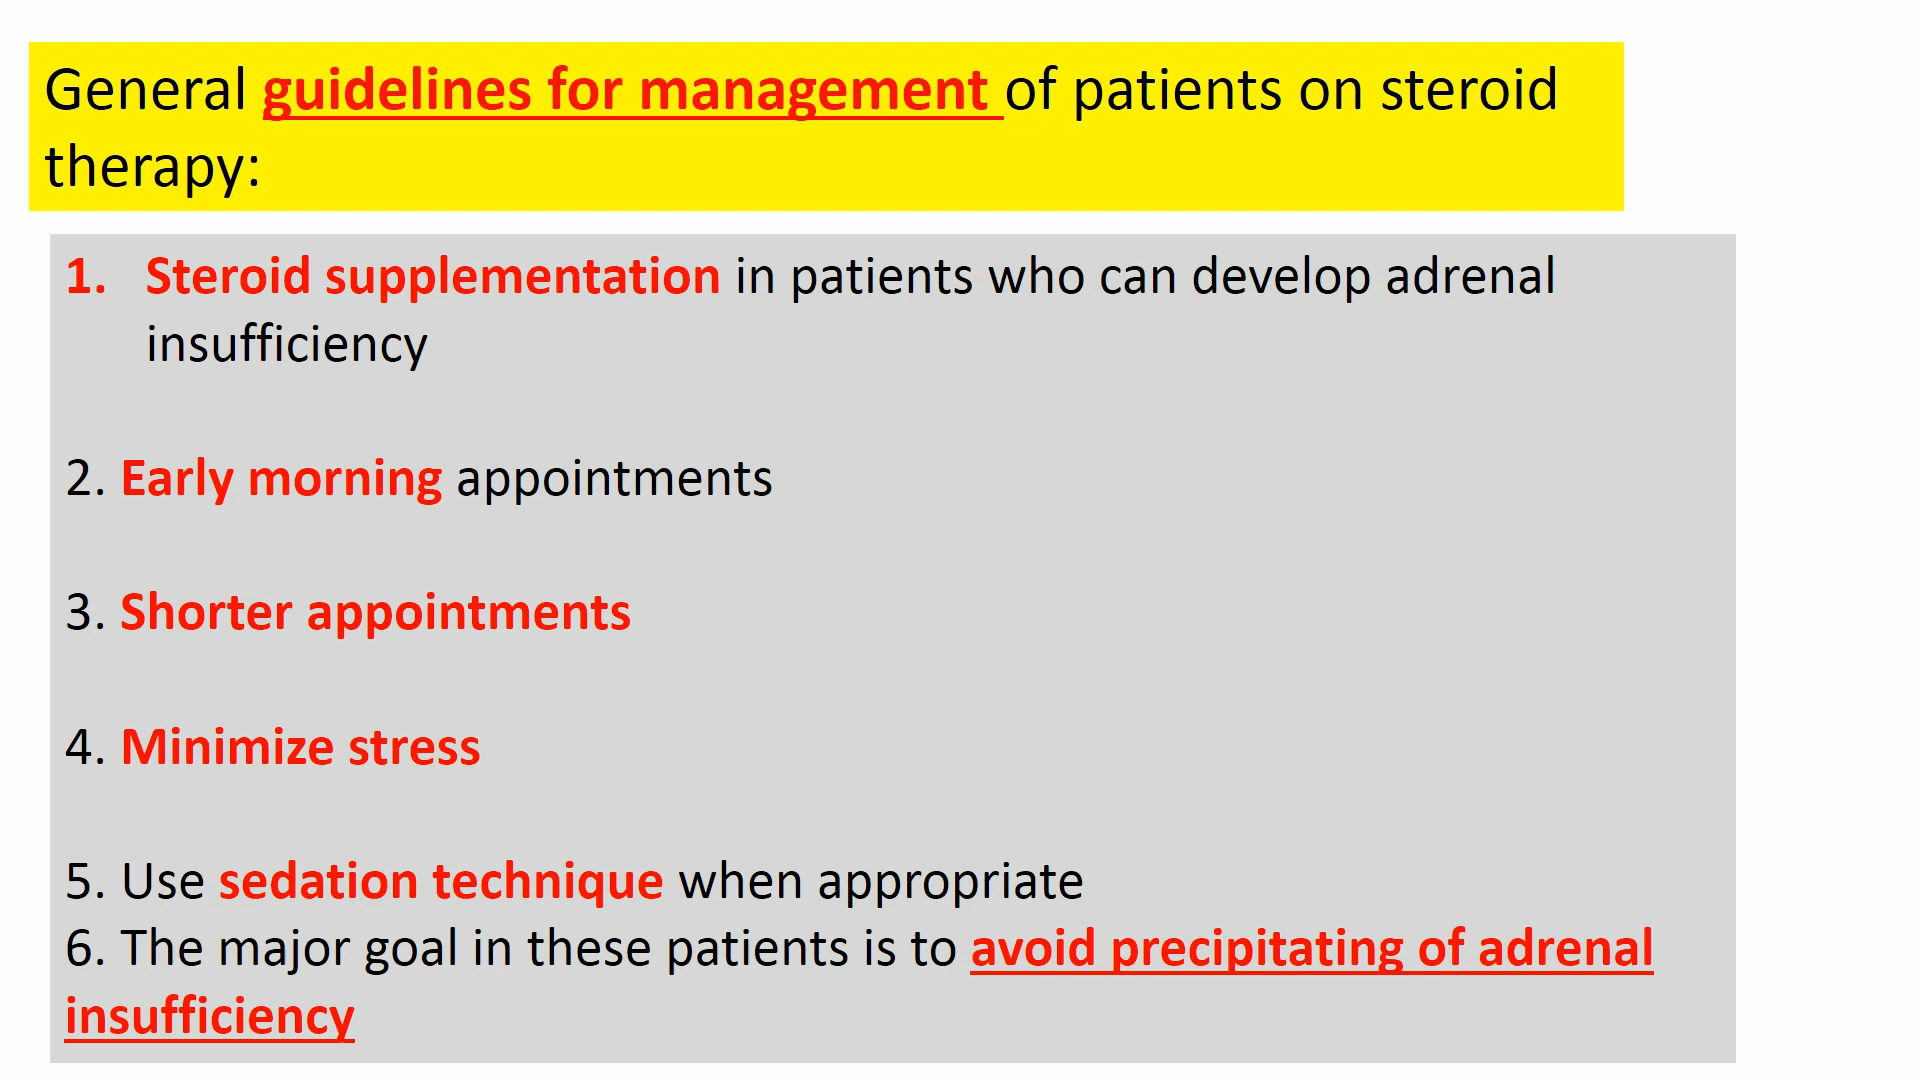 General guidelines for management of patients on steroid
therapy:
1. Steroid supplementation in patients who can develop adrenal
insufficiency
2. Early morning appointments
3. Shorter appointments
4. Minimize stress
5. Use sedation technique when appropriate
6. The major goal in these patients is to avoid precipitating of adrenal
insufficiency